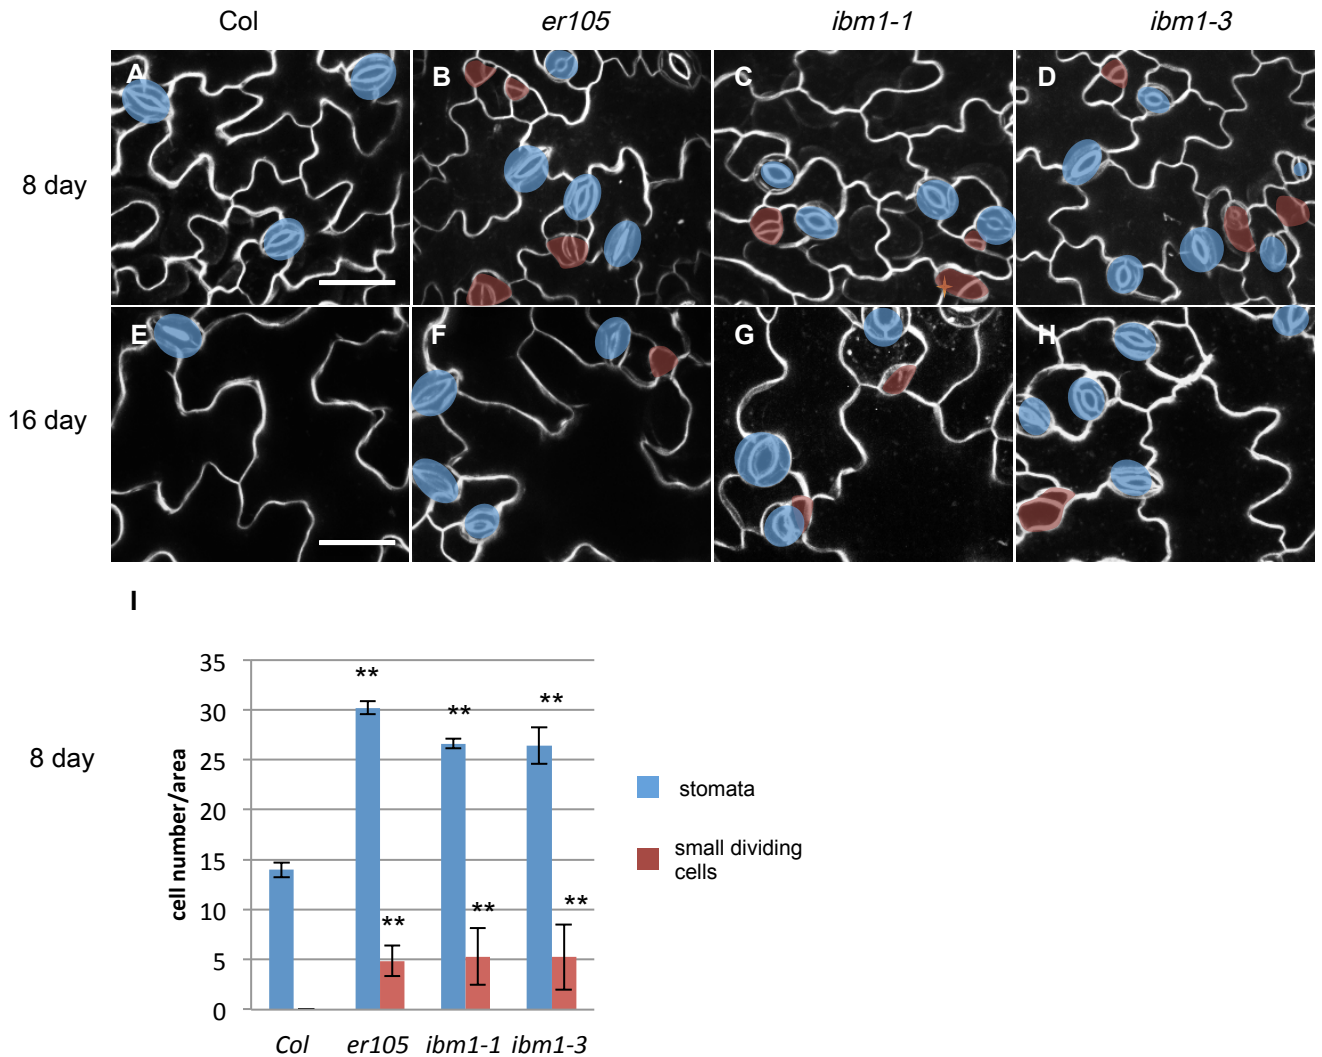 Col er105 ibm1-1 ibm1-3
8 day
A B C D
16 day
E F G H
I
8 day
cell number/area
35
30
25
20
15
10
5
0
** ** **
** ** **
Col er105 ibm1-1 ibm1-3
stomata
small dividing
cells